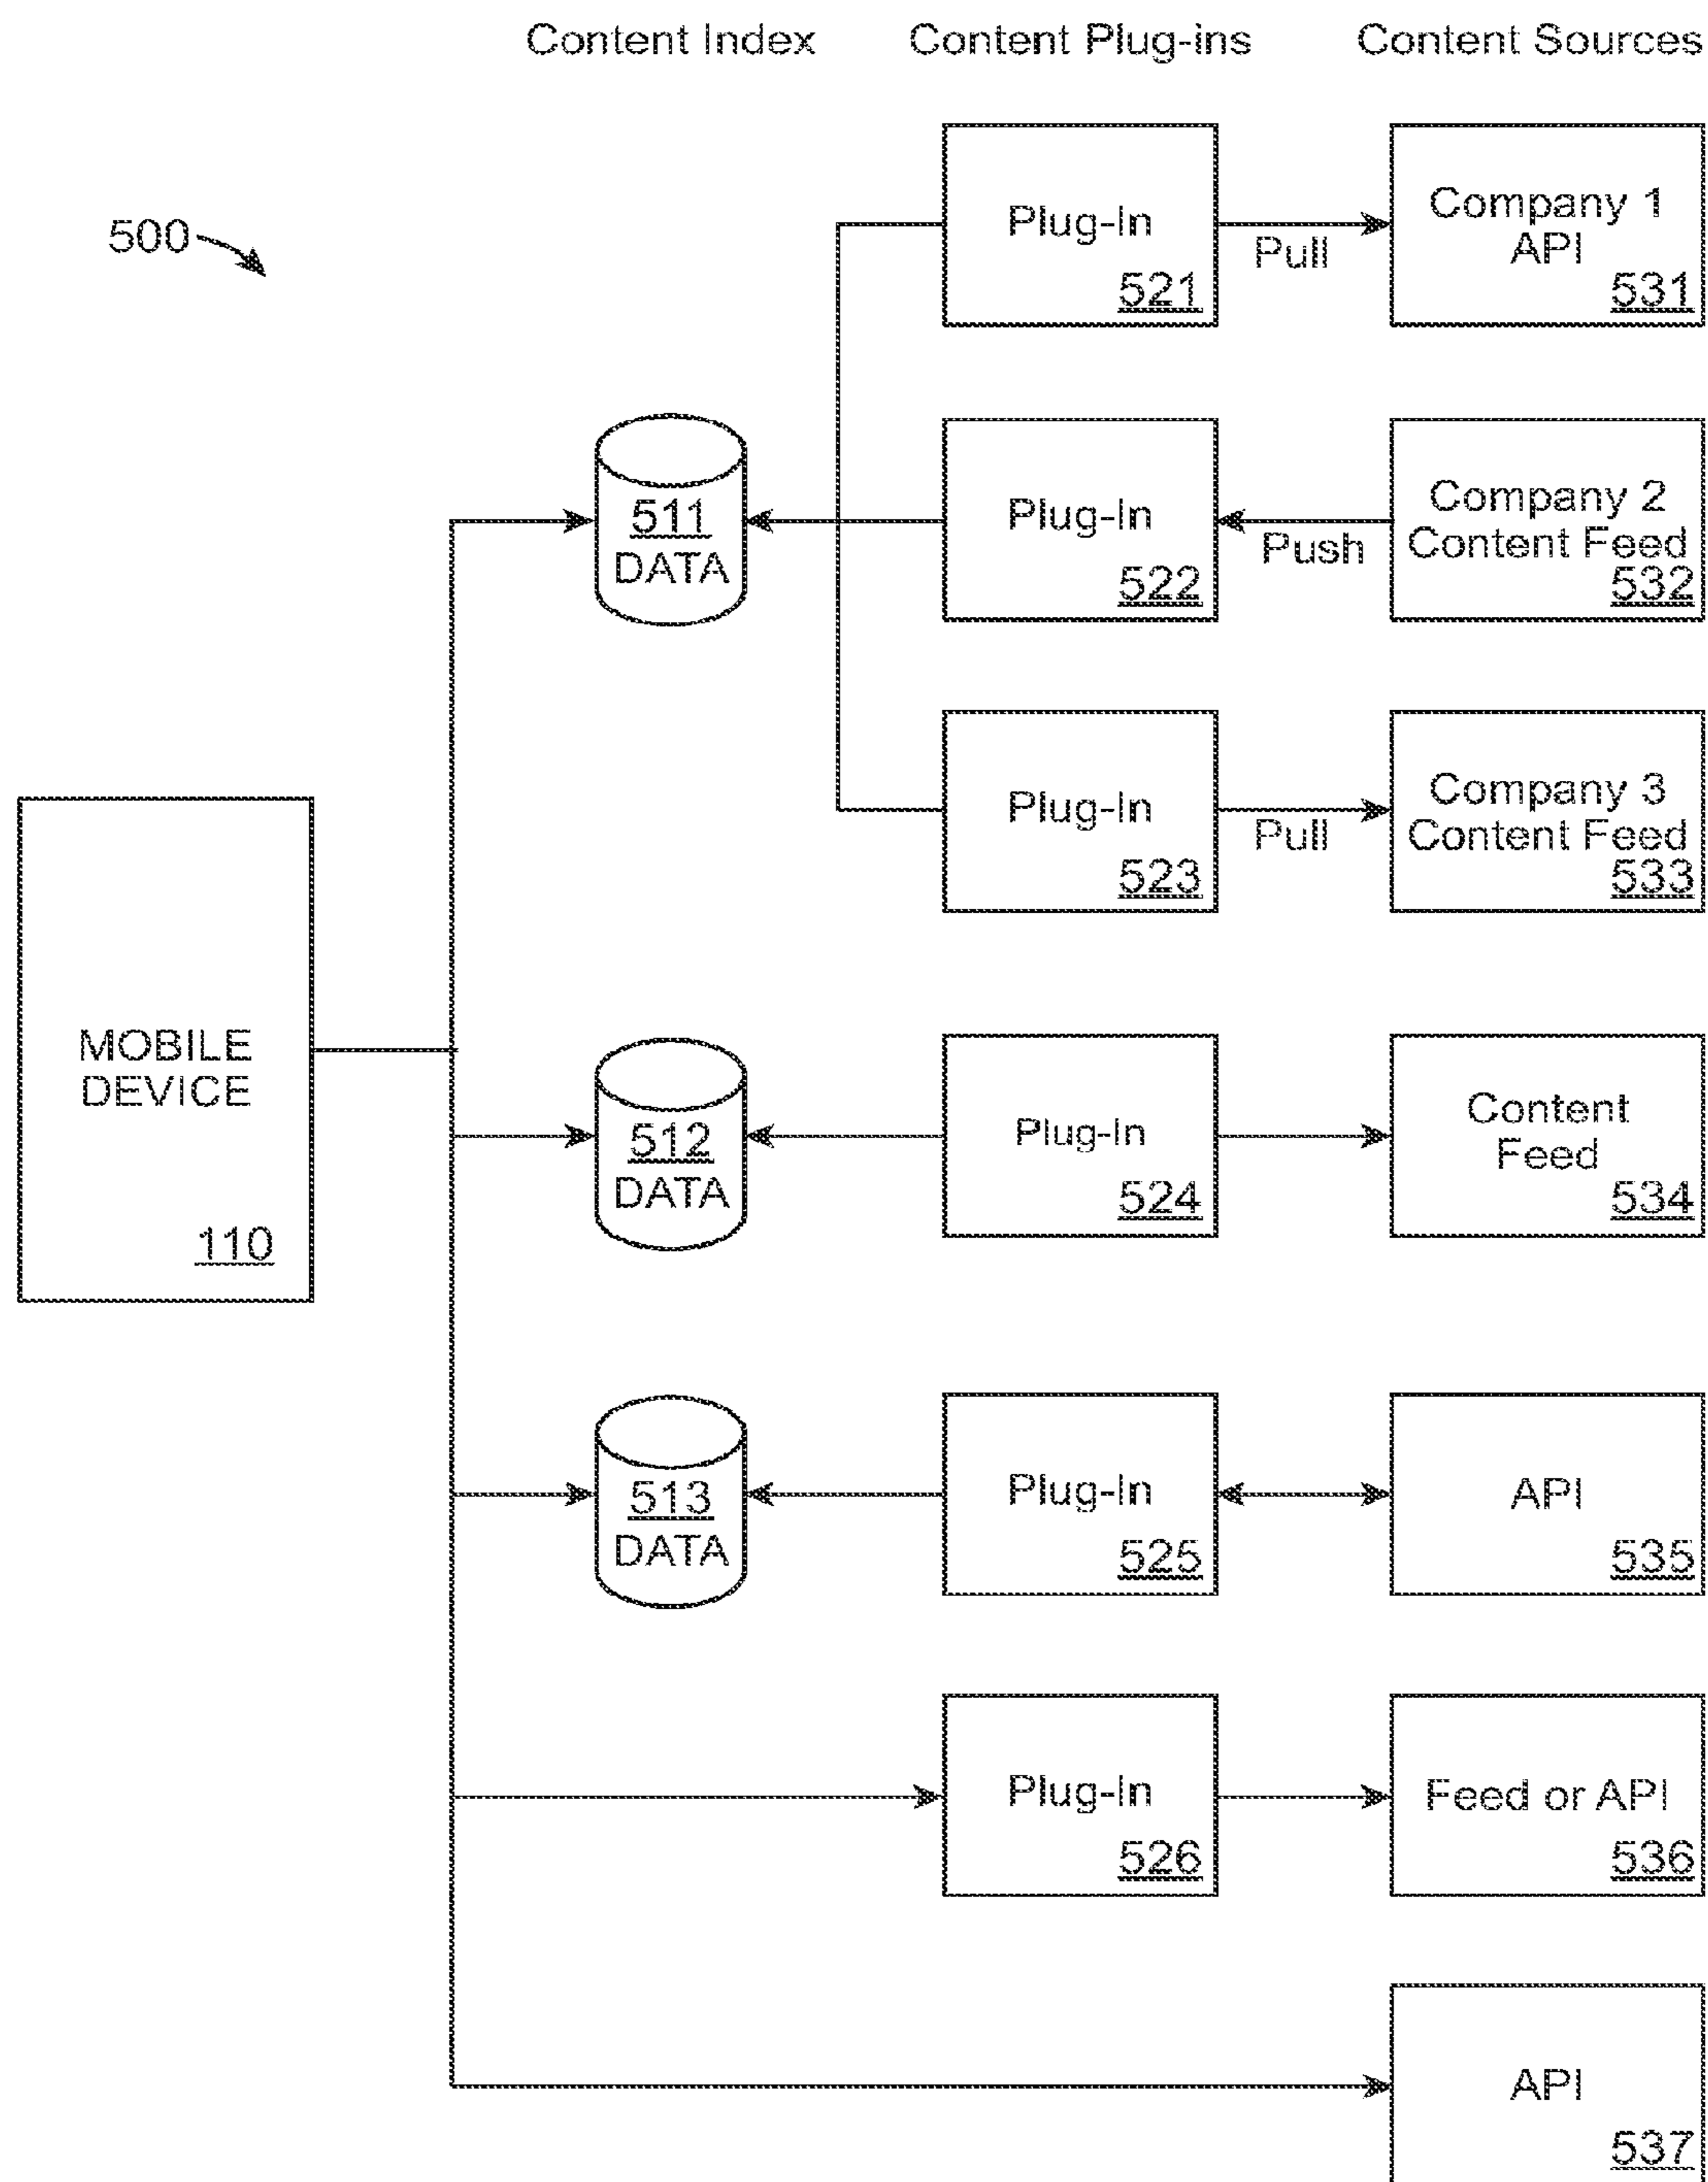 Content Index
Content Plug-ins
Content Sources
500
Plug-In
521
Pull
Company 1
API
531
511
DATA
Plug-In
522
Push
Company 2
Content Feed
532
Plug-In
523
Pull
Company 3
Content Feed
533
MOBILE
DEVICE
110
512
DATA
Plug-In
524
Content
Feed
534
513
DATA
Plug-In
525
API
535
Plug-In
526
Feed or API
536
API
537